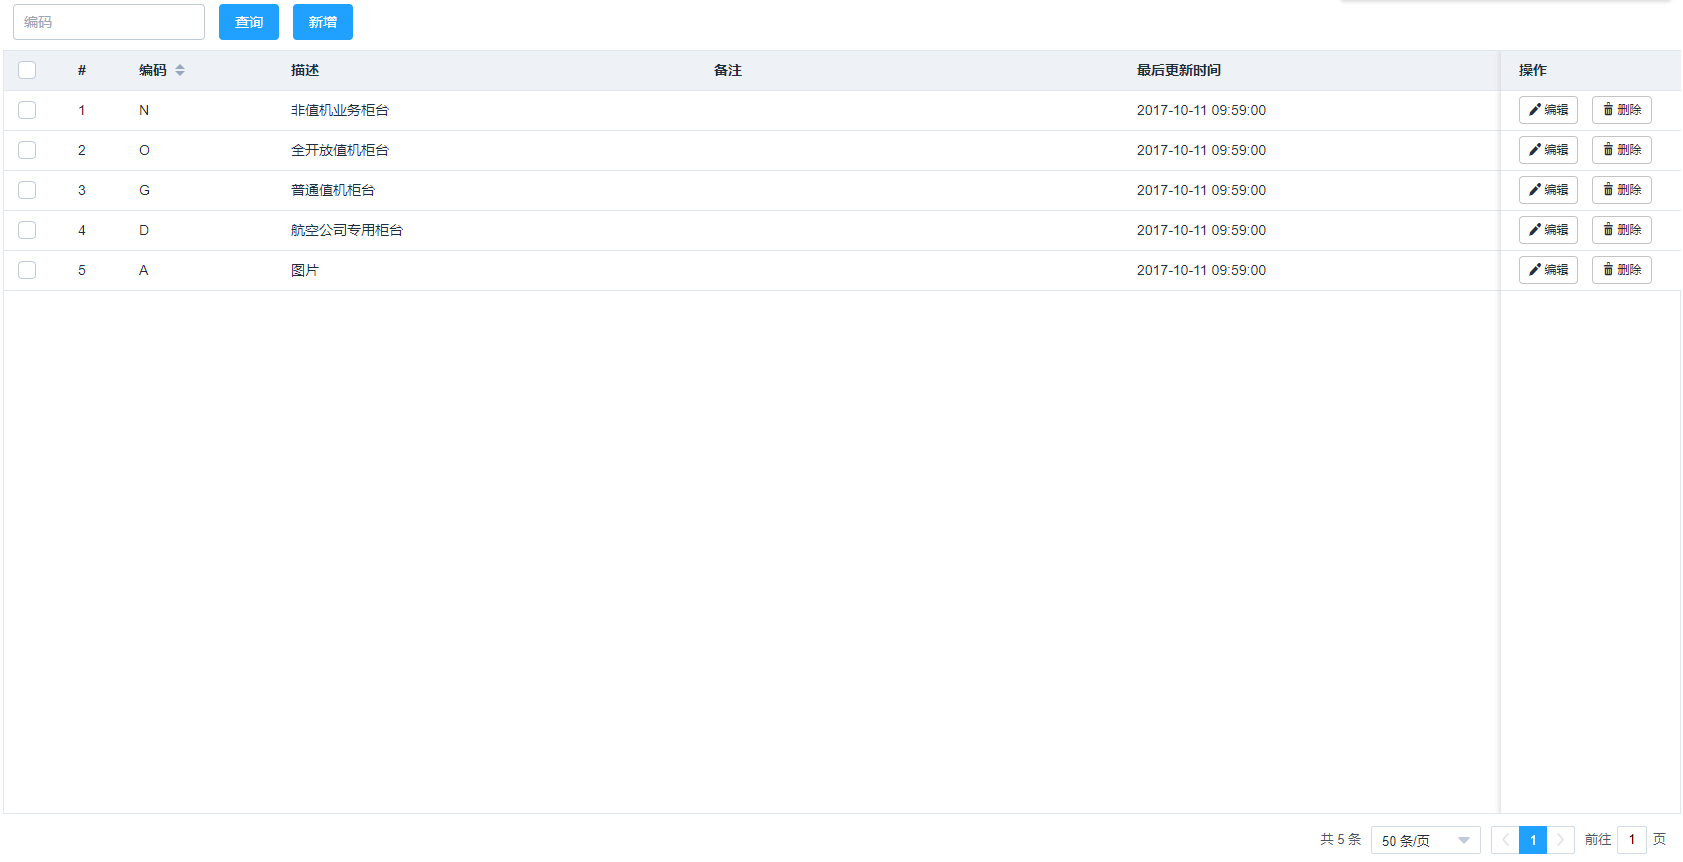 编码 查询 新增
# 编码 描述 备注 最后更新时间 操作
1 N 非值机业务柜台 2017-10-11 09:59:00 编辑 删除
2 O 全开放值机柜台 2017-10-11 09:59:00 编辑 删除
3 G 普通值机柜台 2017-10-11 09:59:00 编辑 删除
4 D 航空公司专用柜台 2017-10-11 09:59:00 编辑 删除
5 A 图片 2017-10-11 09:59:00 编辑 删除
共 5 条 50 条/页 1 前往 1 页